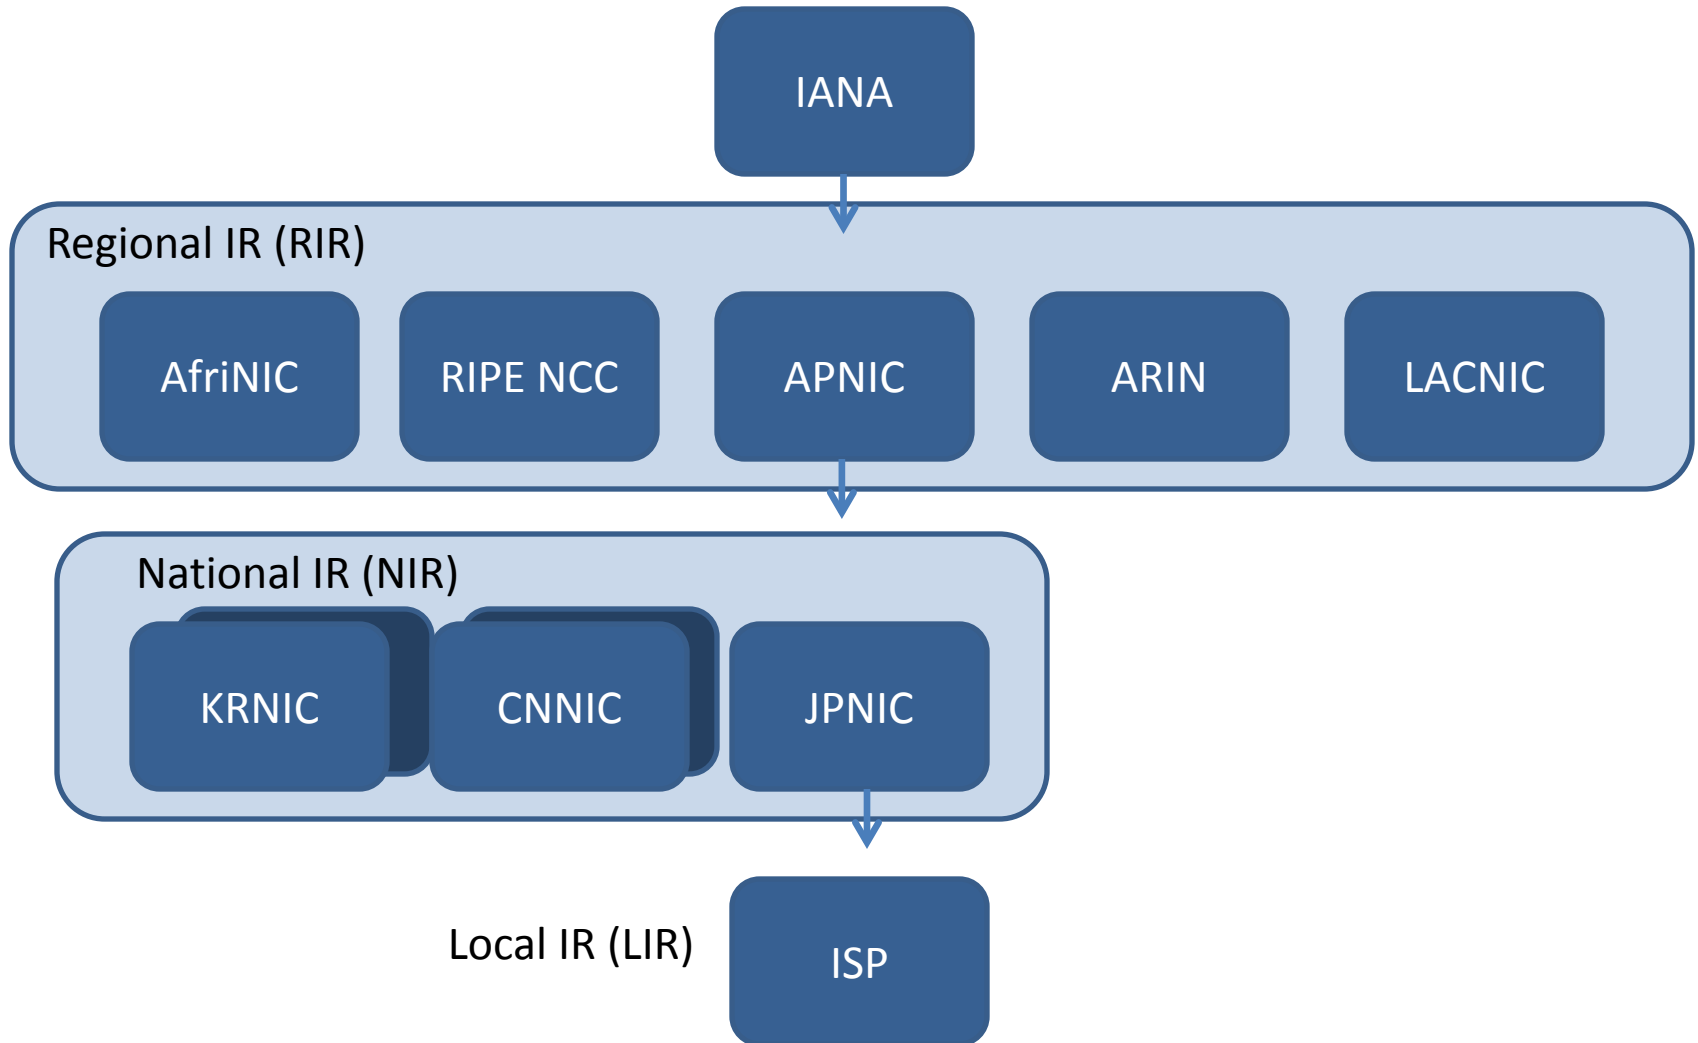 IANA
Regional IR (RIR)
AfriNIC
RIPE NCC
APNIC
ARIN
LACNIC
National IR (NIR)
KRNIC
CNNIC
JPNIC
Local IR (LIR)
ISP